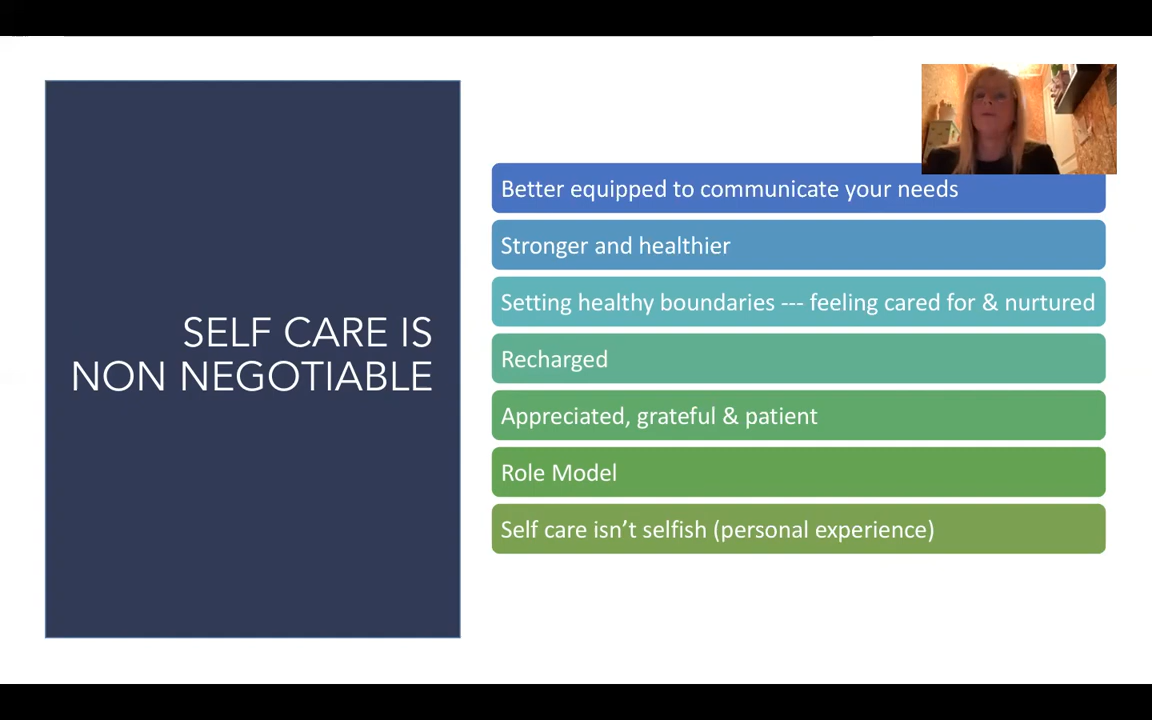 SELF CARE IS
NON NEGOTIABLE
Better equipped to communicate your needs
Stronger and healthier
Setting healthy boundaries --- feeling cared for & nurtured
Recharged
Appreciated, grateful & patient
Role Model
Self care isn’t selfish (personal experience)